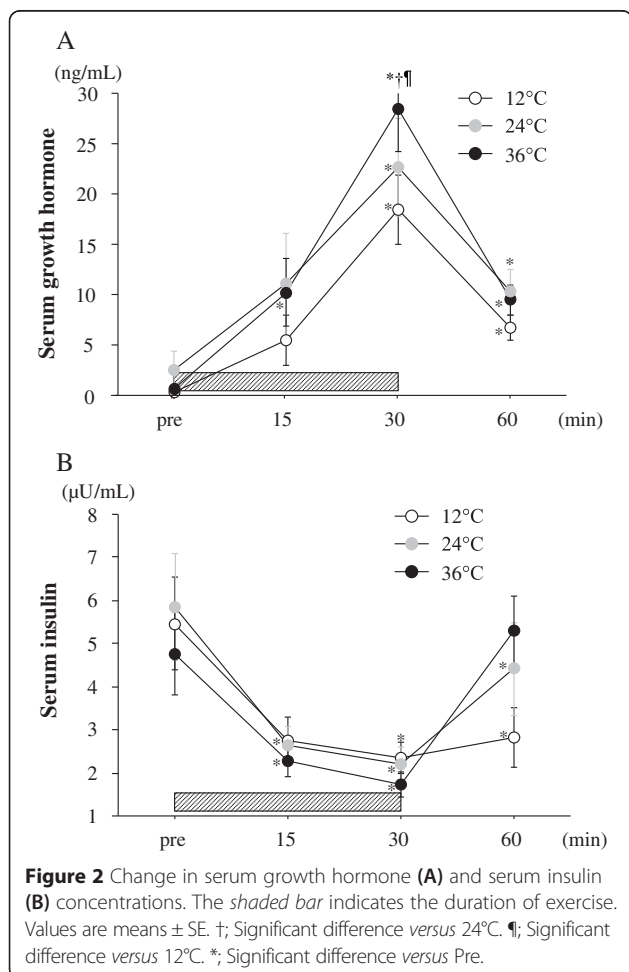 A
(ng/mL)
*†¶
30
25
20
15
10
5
0
Serum growth hormone
12°C
24°C
36°C
*
*
*
*
*
*
pre 15 30 60 (min)
B
(µU/mL)
8
7
6
5
4
3
2
1
Serum insulin
12°C
24°C
36°C
*
*
*
*
*
*
*
pre 15 30 60 (min)
Figure 2 Change in serum growth hormone (A) and serum insulin
(B) concentrations. The shaded bar indicates the duration of exercise.
Values are means ± SE. †; Significant difference versus 24°C. ¶; Significant
difference versus 12°C. *; Significant difference versus Pre.